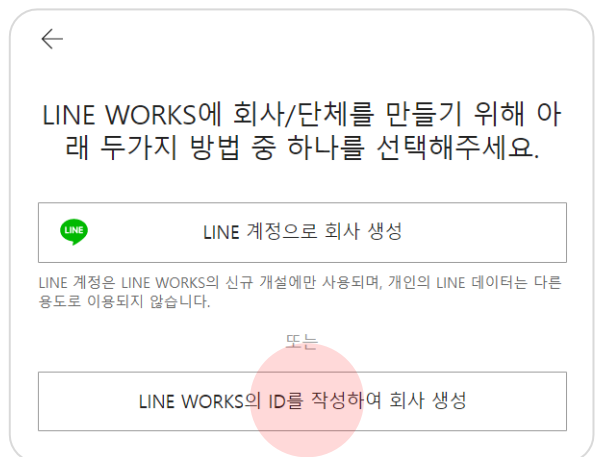 LINE WORKS에 회사/단체를 만들기 위해 아
래 두가지 방법 중 하나를 선택해주세요.
LINE
LINE 계정으로 회사 생성
LINE 계정은 LINE WORKS의 신규 개설에만 사용되며, 개인의 LINE 데이터는 다른
용도로 이용되지 않습니다.
또는
LINE WORKS의 ID를 작성하여 회사 생성